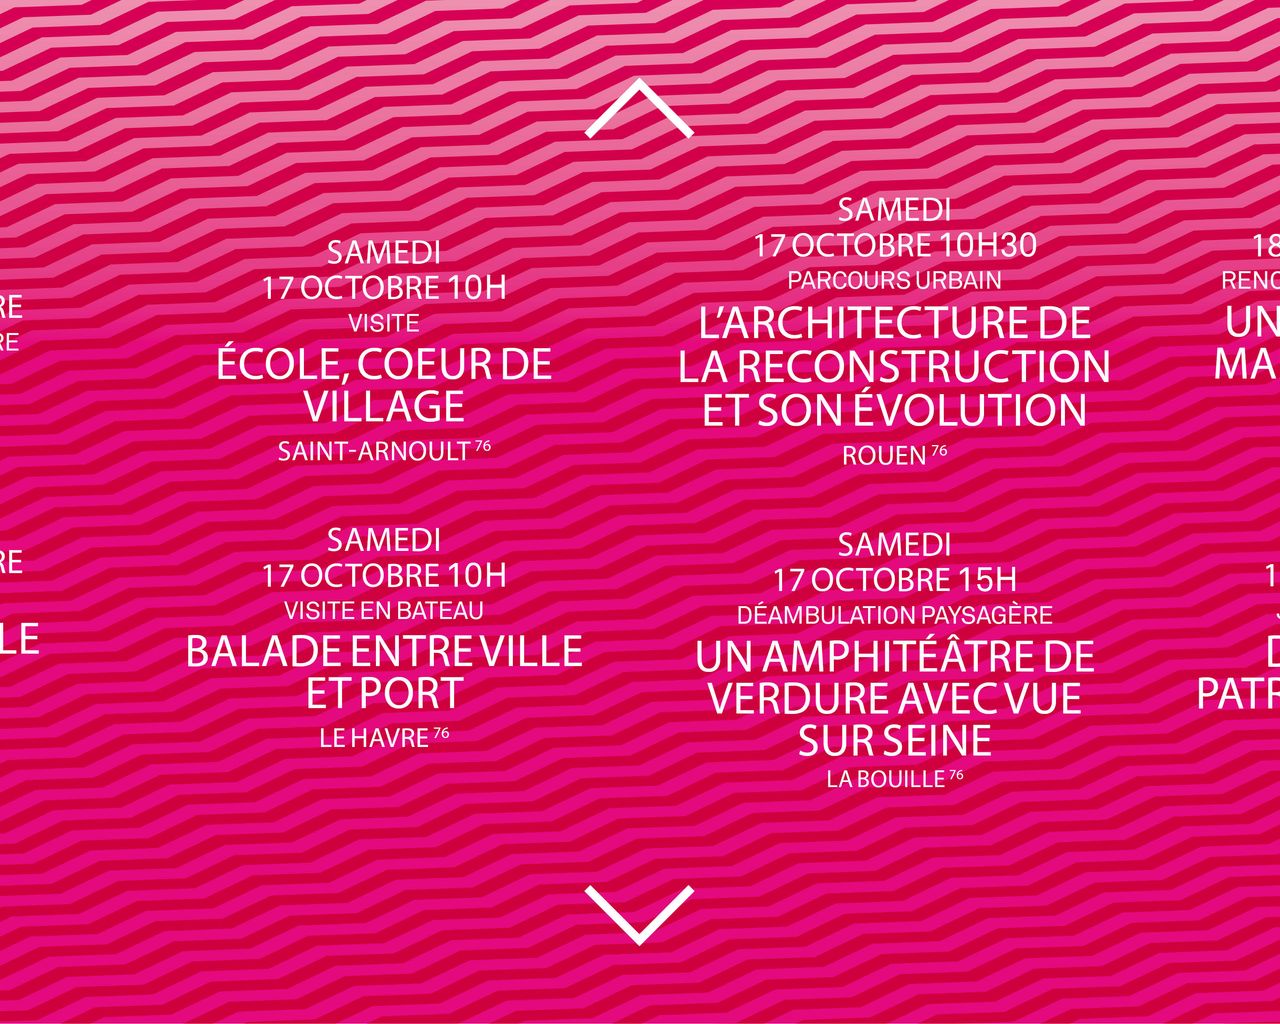 SAMEDI
17 OCTOBRE 10H
VISITE
ÉCOLE, COEUR DE
VILLAGE
SAINT-ARNOULT 76
SAMEDI
17 OCTOBRE 10H
VISITE EN BATEAU
BALADE ENTRE VILLE
ET PORT
LE HAVRE 76
SAMEDI
17 OCTOBRE 10H30
PARCOURS URBAIN
L’ARCHITECTURE DE
LA RECONSTRUCTION
ET SON ÉVOLUTION
ROUEN 76
SAMEDI
17 OCTOBRE 15H
DÉAMBULATION PAYSAGÈRE
UN AMPHITÉÂTRE DE
VERDURE AVEC VUE
SUR SEINE
LA BOUILLE 76